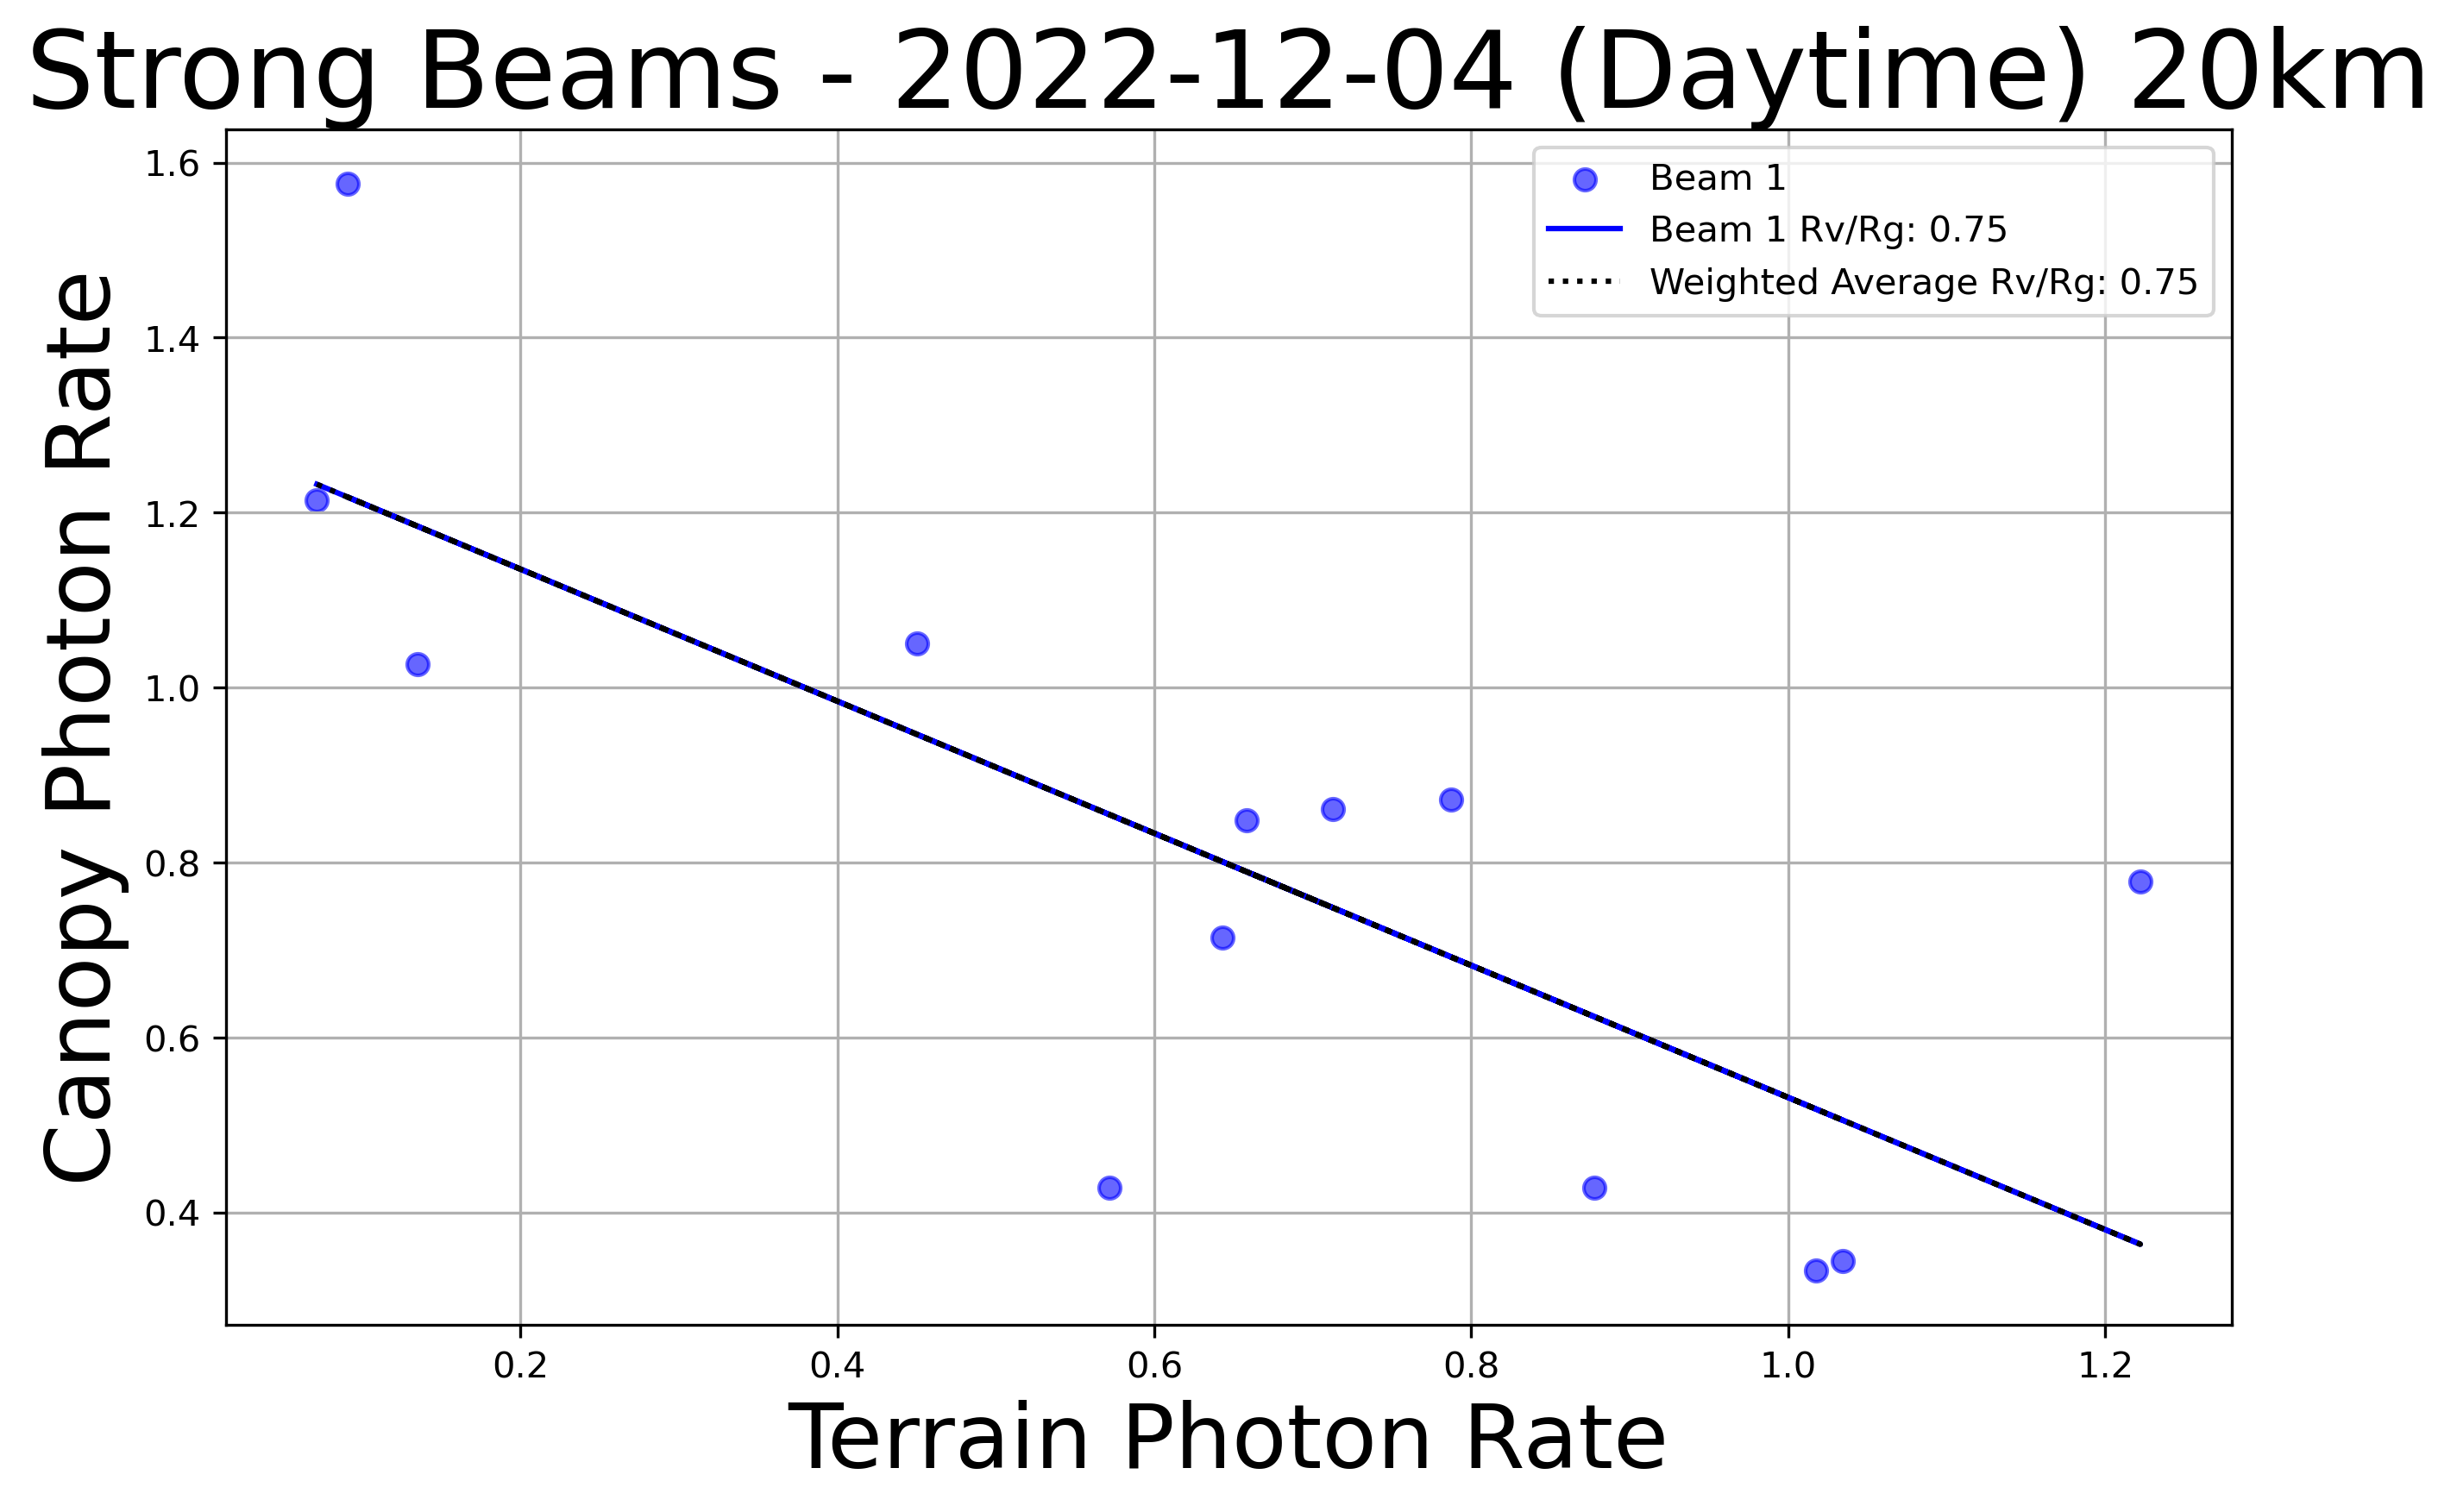 Strong Beams - 2022-12-04 (Daytime) 20km
Beam 1
Beam 1 Rv/Rg: 0.75
Weighted Average Rv/Rg: 0.75
Canopy Photon Rate
1.6
1.4
1.2
1.0
0.8
0.6
0.4
0.2 0.4 0.6 0.8 1.0 1.2
Terrain Photon Rate